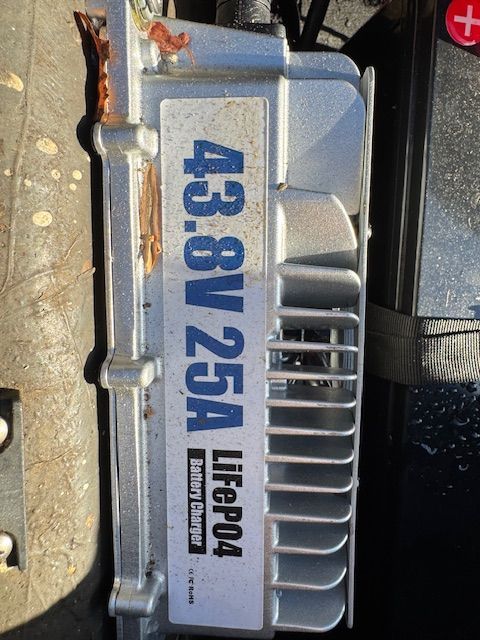 43.8V 25A
LiFePO4
Battery Charger
CE FC RoHS
+